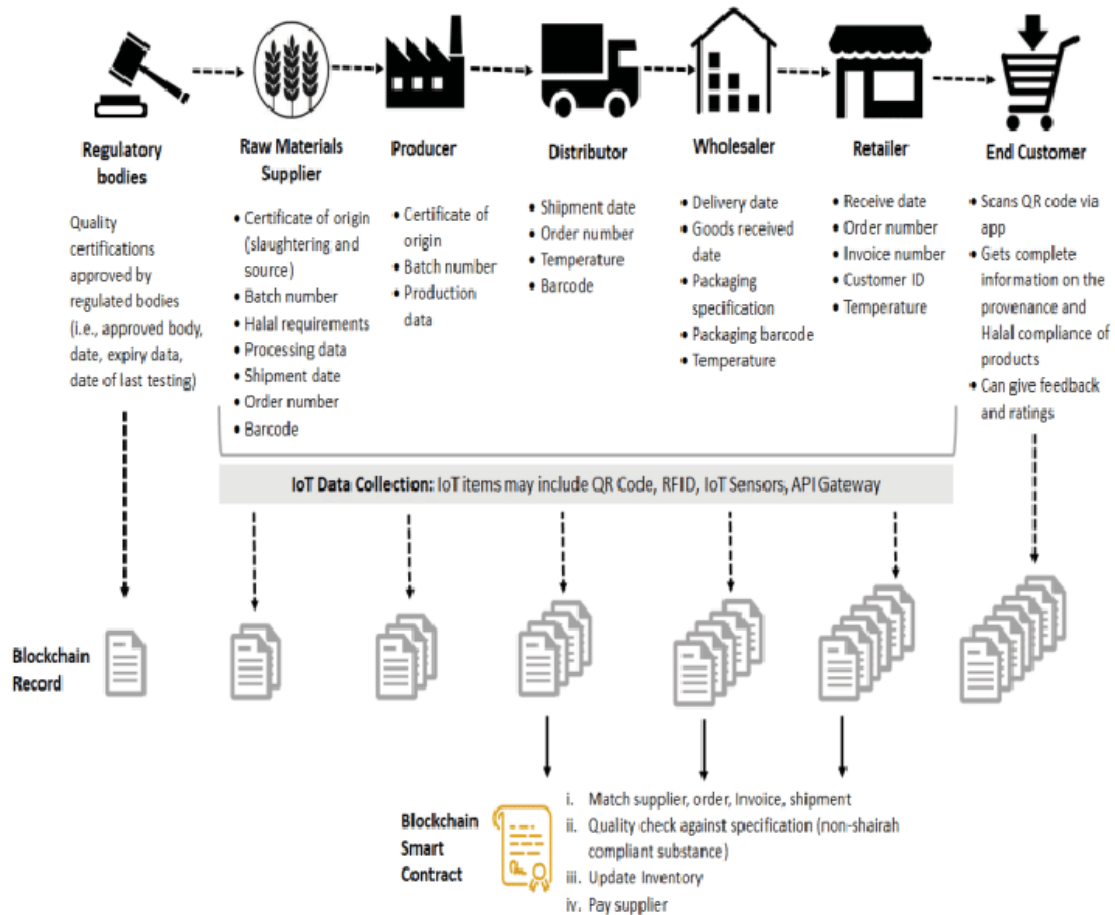 Regulatory
bodies
Quality
certifications
approved by
regulated bodies
(i.e., approved body,
date, expiry data,
date of last testing)
Raw Materials
Supplier
• Certificate of origin
(slaughtering and
source)
• Batch number
• Halal requirements
• Processing data
• Shipment date
• Order number
• Barcode
Producer
• Certificate of
origin
• Batch number
• Production
data
Distributor
• Shipment date
• Order number
• Temperature
• Barcode
Wholesaler
• Delivery date
• Goods received
date
• Packaging
specification
• Packaging barcode
• Temperature
Retailer
• Receive date
• Order number
• Invoice number
• Customer ID
• Temperature
End Customer
• Scans QR code via
app
• Gets complete
information on the
provenance and
Halal compliance of
products
• Can give feedback
and ratings
IoT Data Collection: IoT items may include QR Code, RFID, IoT Sensors, API Gateway
Blockchain
Record
Blockchain
Smart
Contract
i. Match supplier, order, Invoice, shipment
ii. Quality check against specification (non-shairah
compliant substance)
iii. Update Inventory
iv. Pay supplier